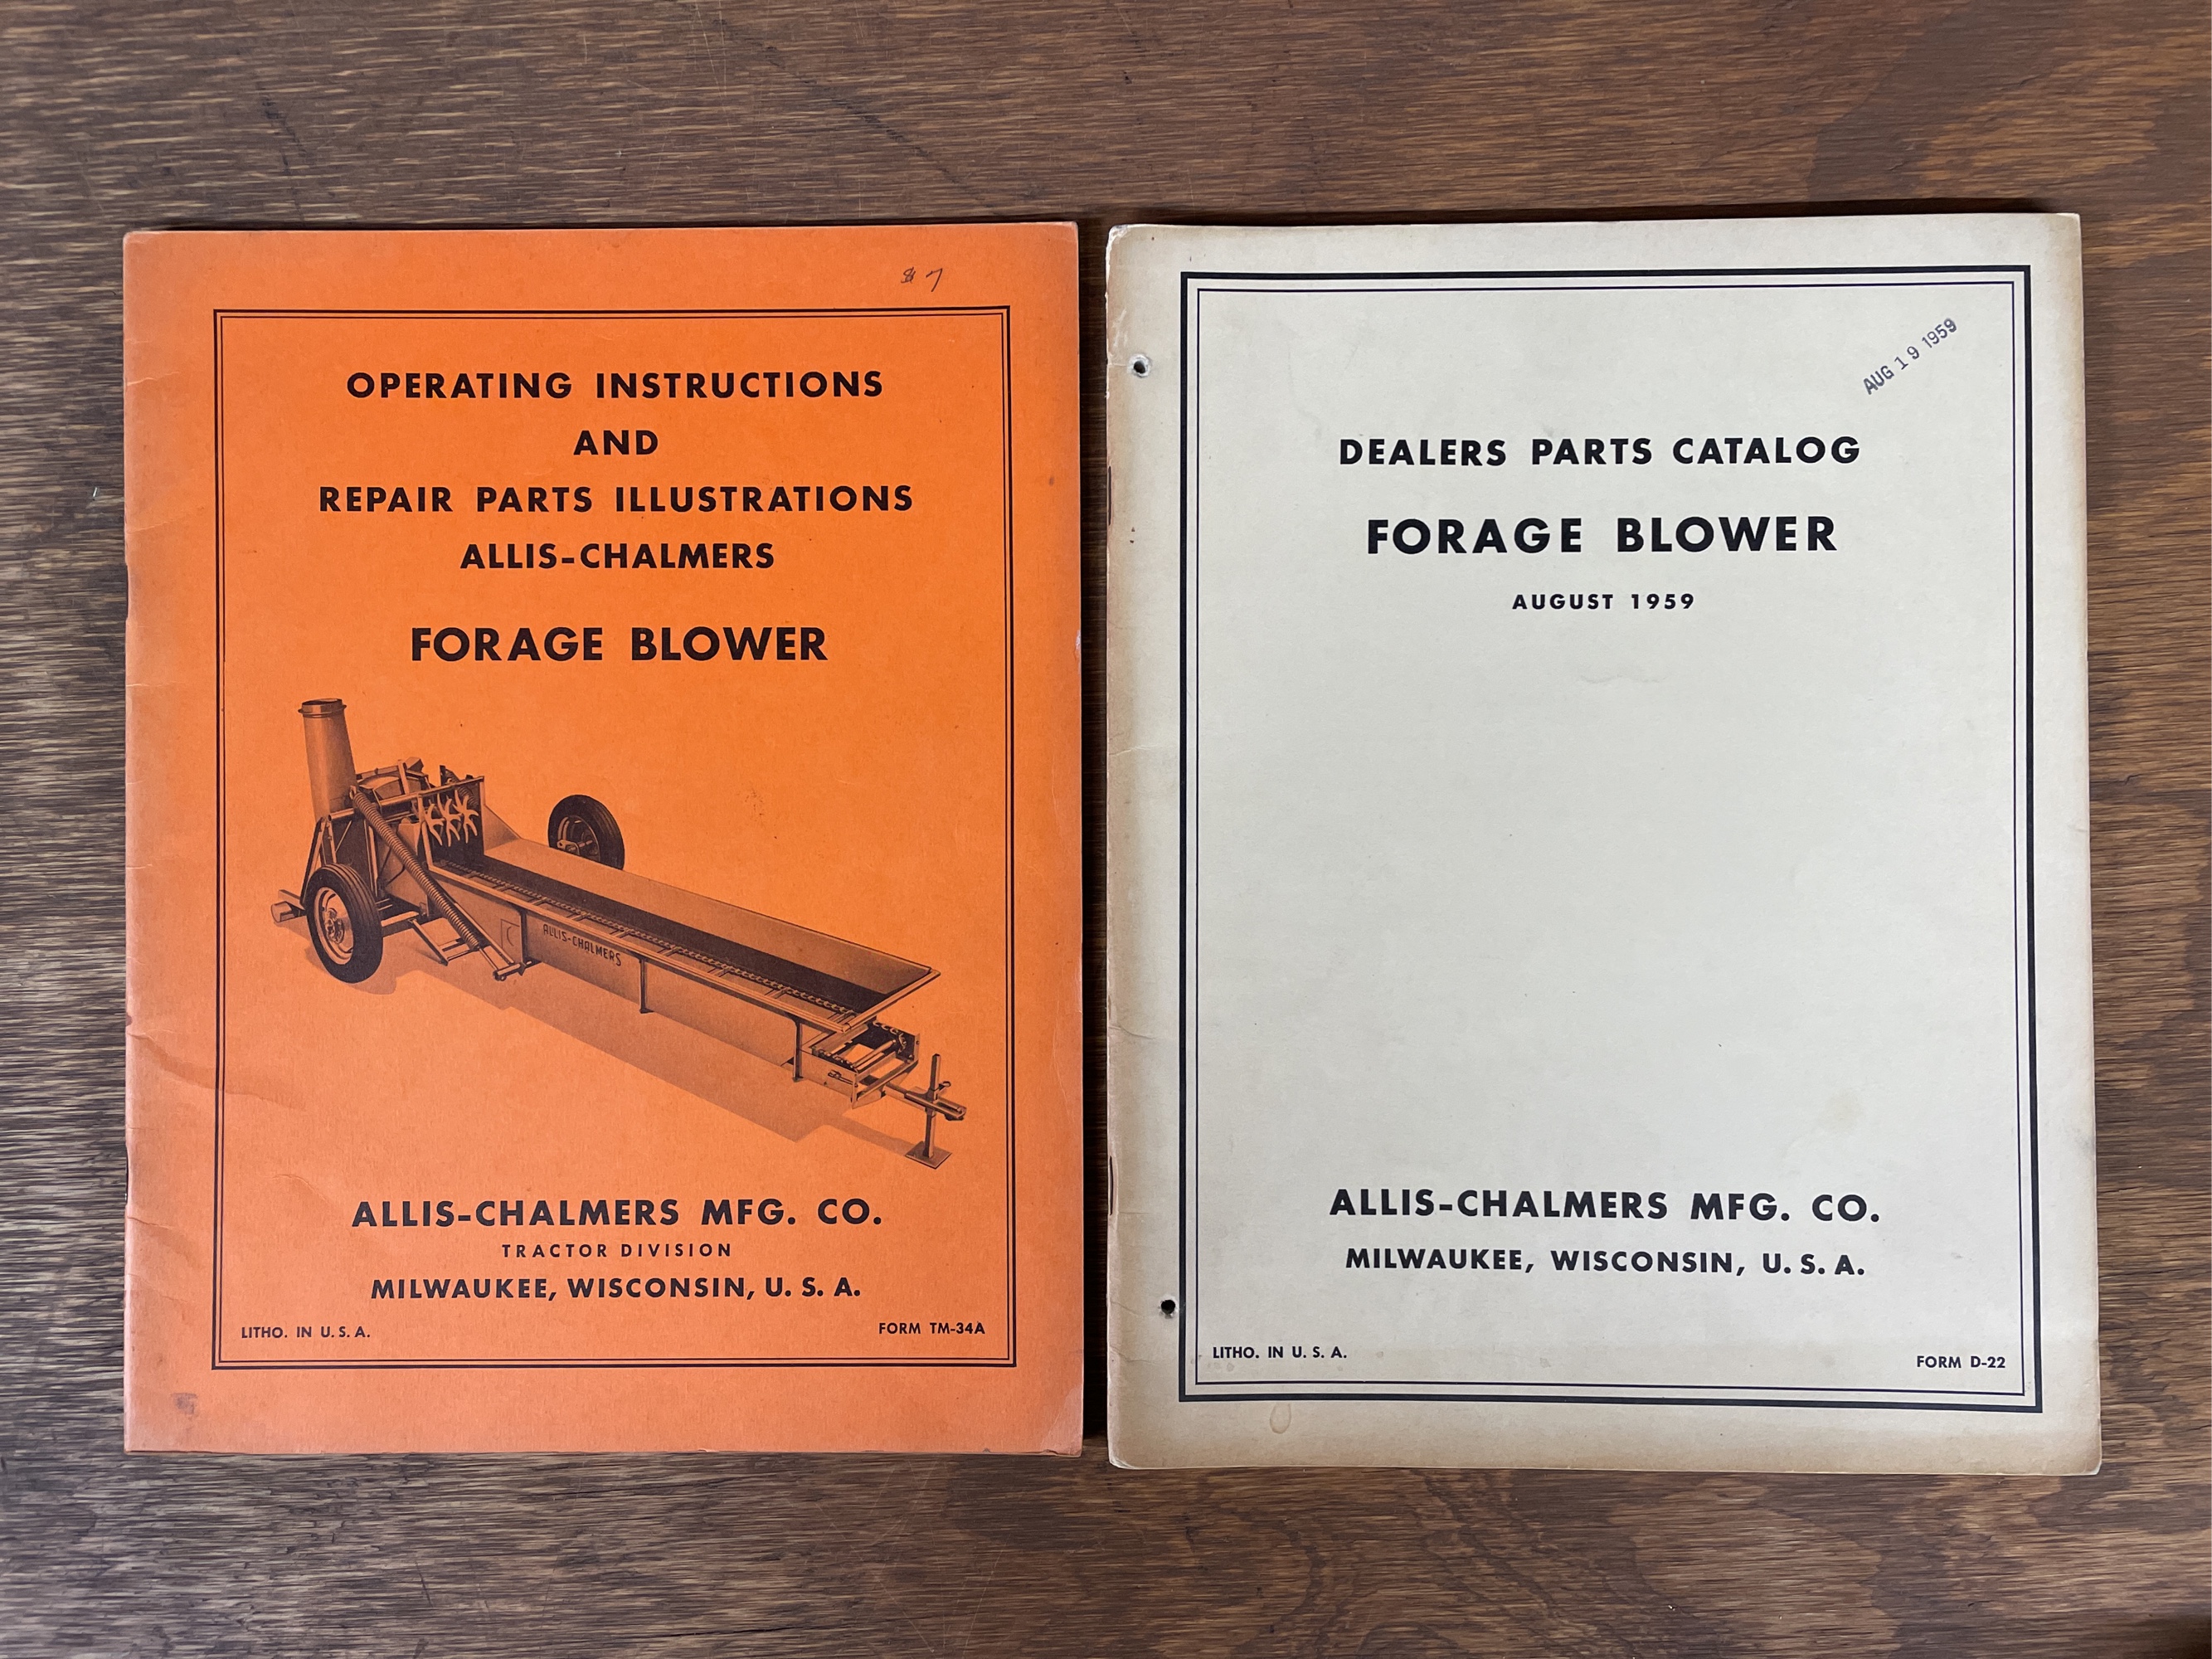 $7
OPERATING INSTRUCTIONS
AND
REPAIR PARTS ILLUSTRATIONS
ALLIS-CHALMERS
FORAGE BLOWER
ALLIS-CHALMERS
ALLIS-CHALMERS MFG. CO.
TRACTOR DIVISION
MILWAUKEE, WISCONSIN, U. S. A.
LITHO. IN U. S. A.
FORM TM-34A
AUG 19 1959
DEALERS PARTS CATALOG
FORAGE BLOWER
AUGUST 1959
ALLIS-CHALMERS MFG. CO.
MILWAUKEE, WISCONSIN, U. S. A.
LITHO. IN U. S. A.
FORM D-22